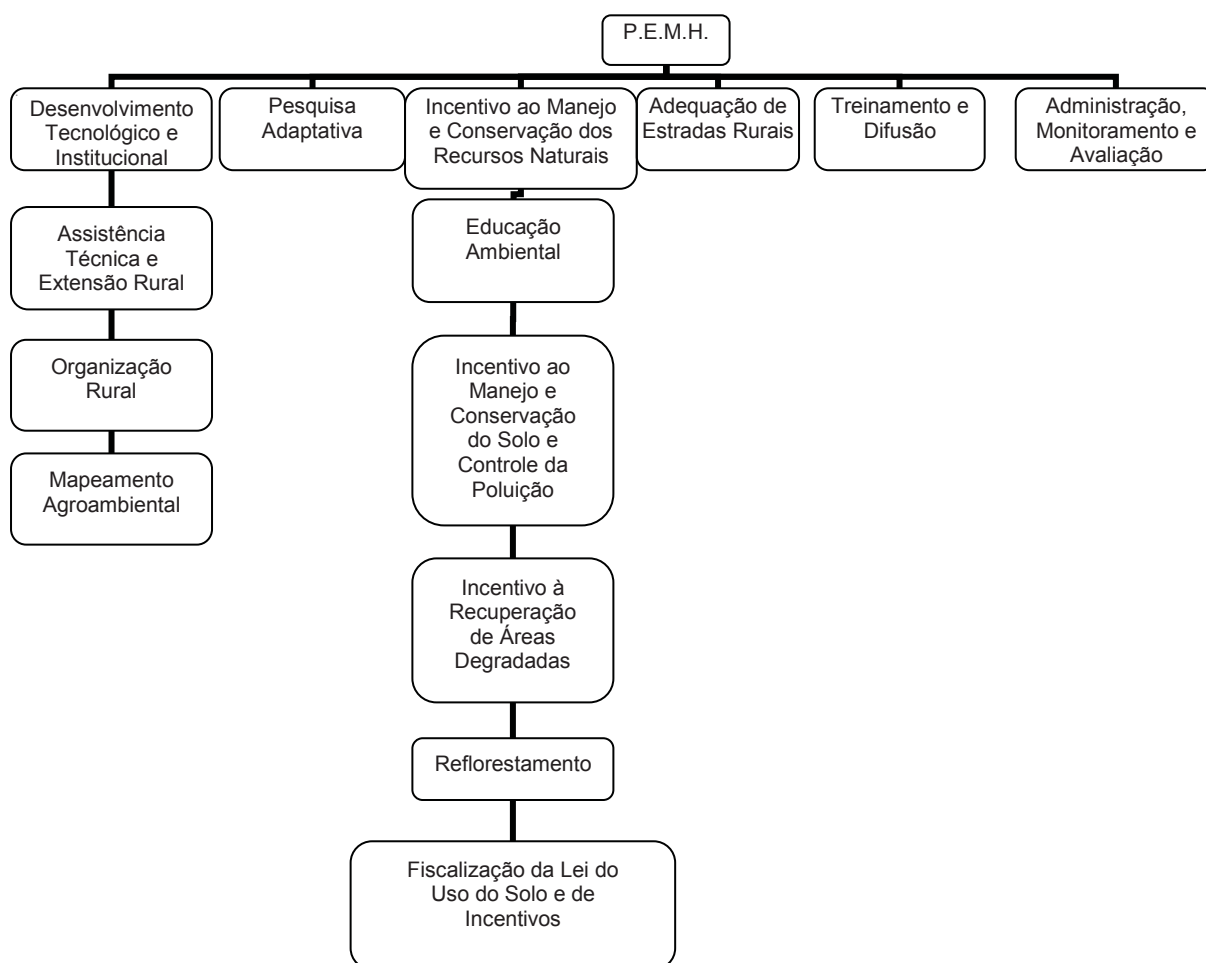 P.E.M.H.
Desenvolvimento
Tecnológico e
Institucional
Pesquisa
Adaptativa
Incentivo ao Manejo
e Conservação dos
Recursos Naturais
Adequação de
Estradas Rurais
Treinamento e
Difusão
Administração,
Monitoramento e
Avaliação
Assistência
Técnica e
Extensão Rural
Organização
Rural
Mapeamento
Agroambiental
Educação
Ambiental
Incentivo ao
Manejo e
Conservação
do Solo e
Controle da
Poluição
Incentivo à
Recuperação
de Áreas
Degradadas
Reflorestamento
Fiscalização da Lei do
Uso do Solo e de
Incentivos